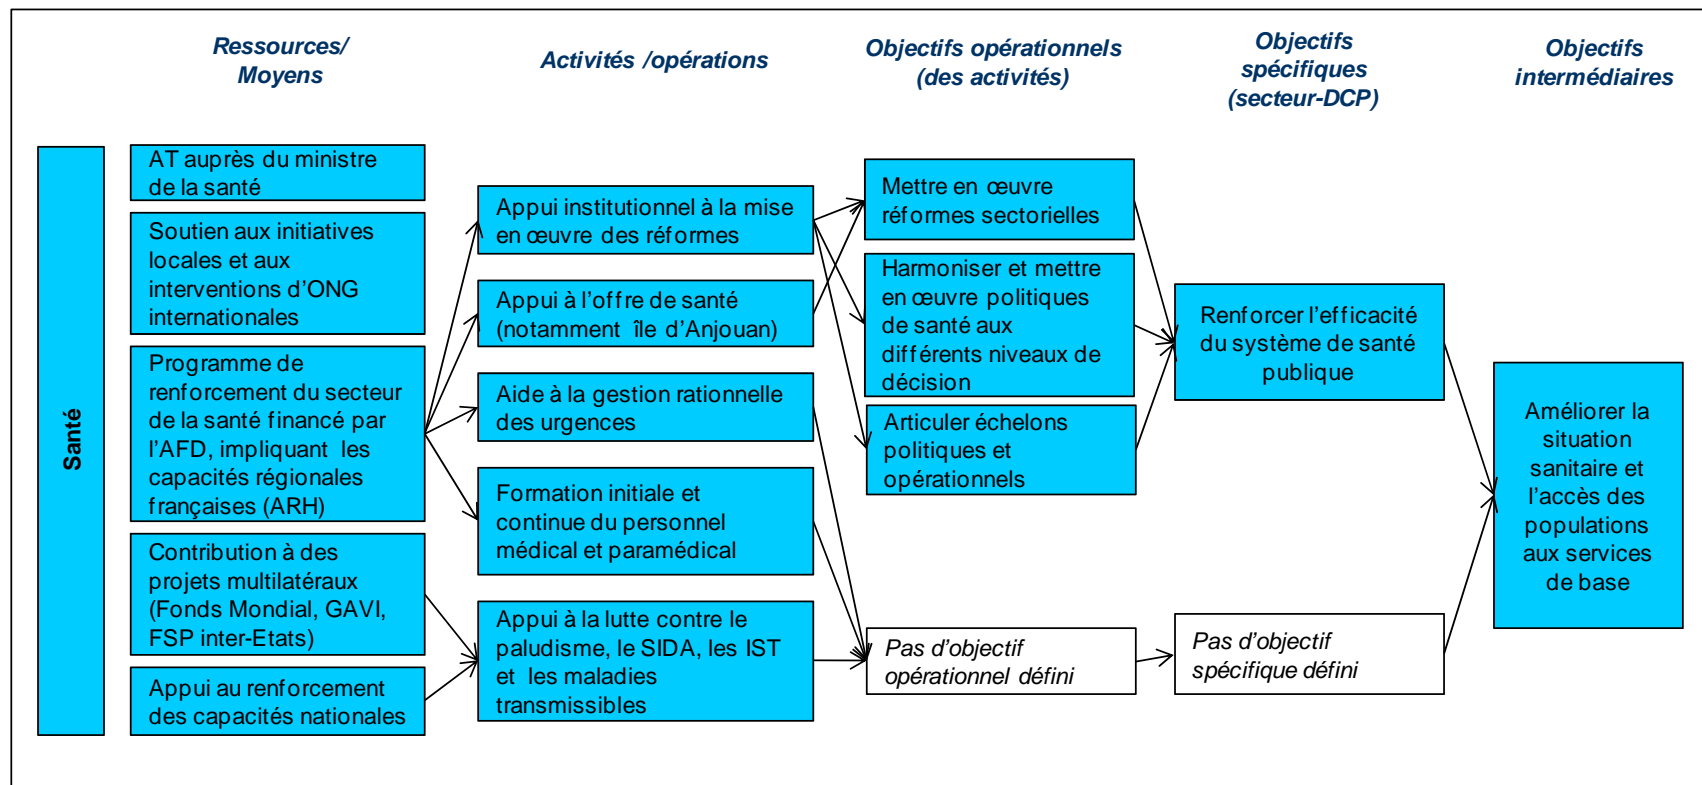 Ressources/
Moyens
Activités /opérations
Objectifs opérationnels
(des activités)
Objectifs
spécifiques
(secteur-DCP)
Objectifs
intermédiaires
Santé
AT auprès du ministre
de la santé
Soutien aux initiatives
locales et aux
interventions d’ONG
internationales
Programme de
renforcement du secteur
de la santé financé par
l’AFD, impliquant les
capacités régionales
françaises (ARH)
Contribution à des
projets multilatéraux
(Fonds Mondial, GAVI,
FSP inter-Etats)
Appui au renforcement
des capacités nationales
Appui institutionnel à la mise
en œuvre des réformes
Appui à l’offre de santé
(notamment île d’Anjouan)
Aide à la gestion rationnelle
des urgences
Formation initiale et
continue du personnel
médical et paramédical
Appui à la lutte contre le
paludisme, le SIDA, les IST
et les maladies
transmissibles
Mettre en œuvre
réformes sectorielles
Harmoniser et mettre
en œuvre politiques
de santé aux
différents niveaux de
décision
Articuler échelons
politiques et
opérationnels
Pas d’objectif
opérationnel défini
Renforcer l’efficacité
du système de santé
publique
Pas d’objectif
spécifique défini
Améliorer la
situation
sanitaire et
l’accès des
populations
aux services
de base